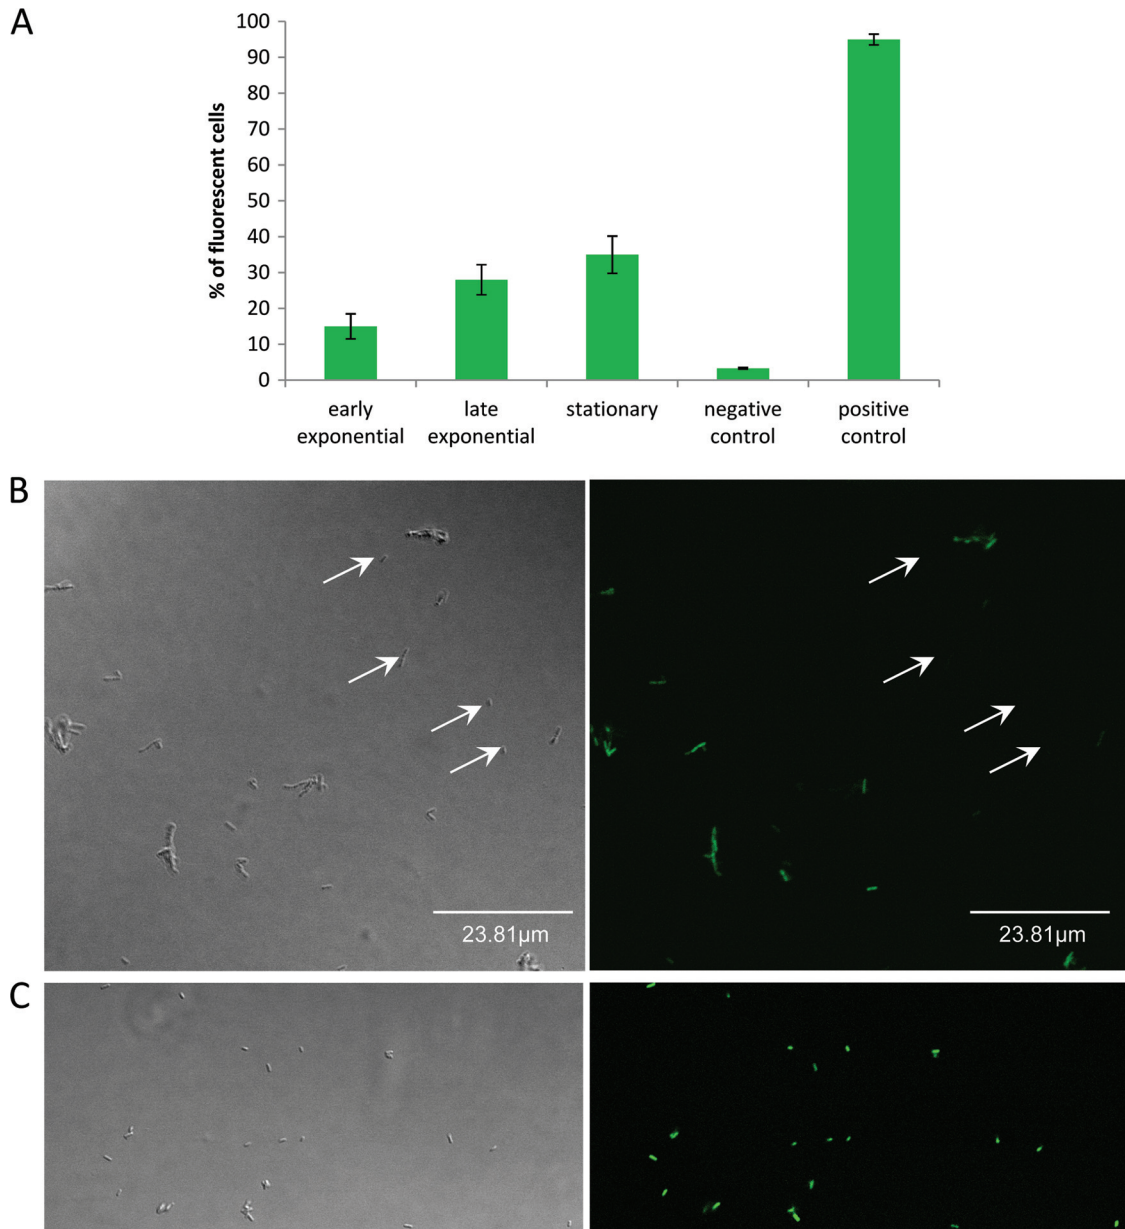 A
% of fluorescent cells
100
90
80
70
60
50
40
30
20
10
0
early
exponential
late
exponential
stationary
negative
control
positive
control
B
23.81µm
23.81µm
C